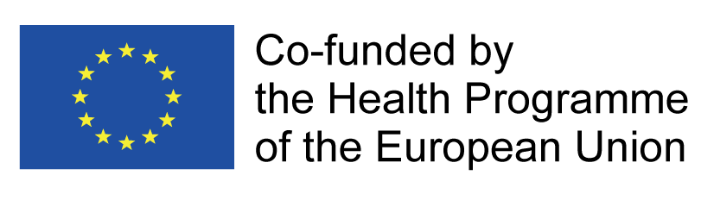 Co-funded by
the Health Programme
of the European Union